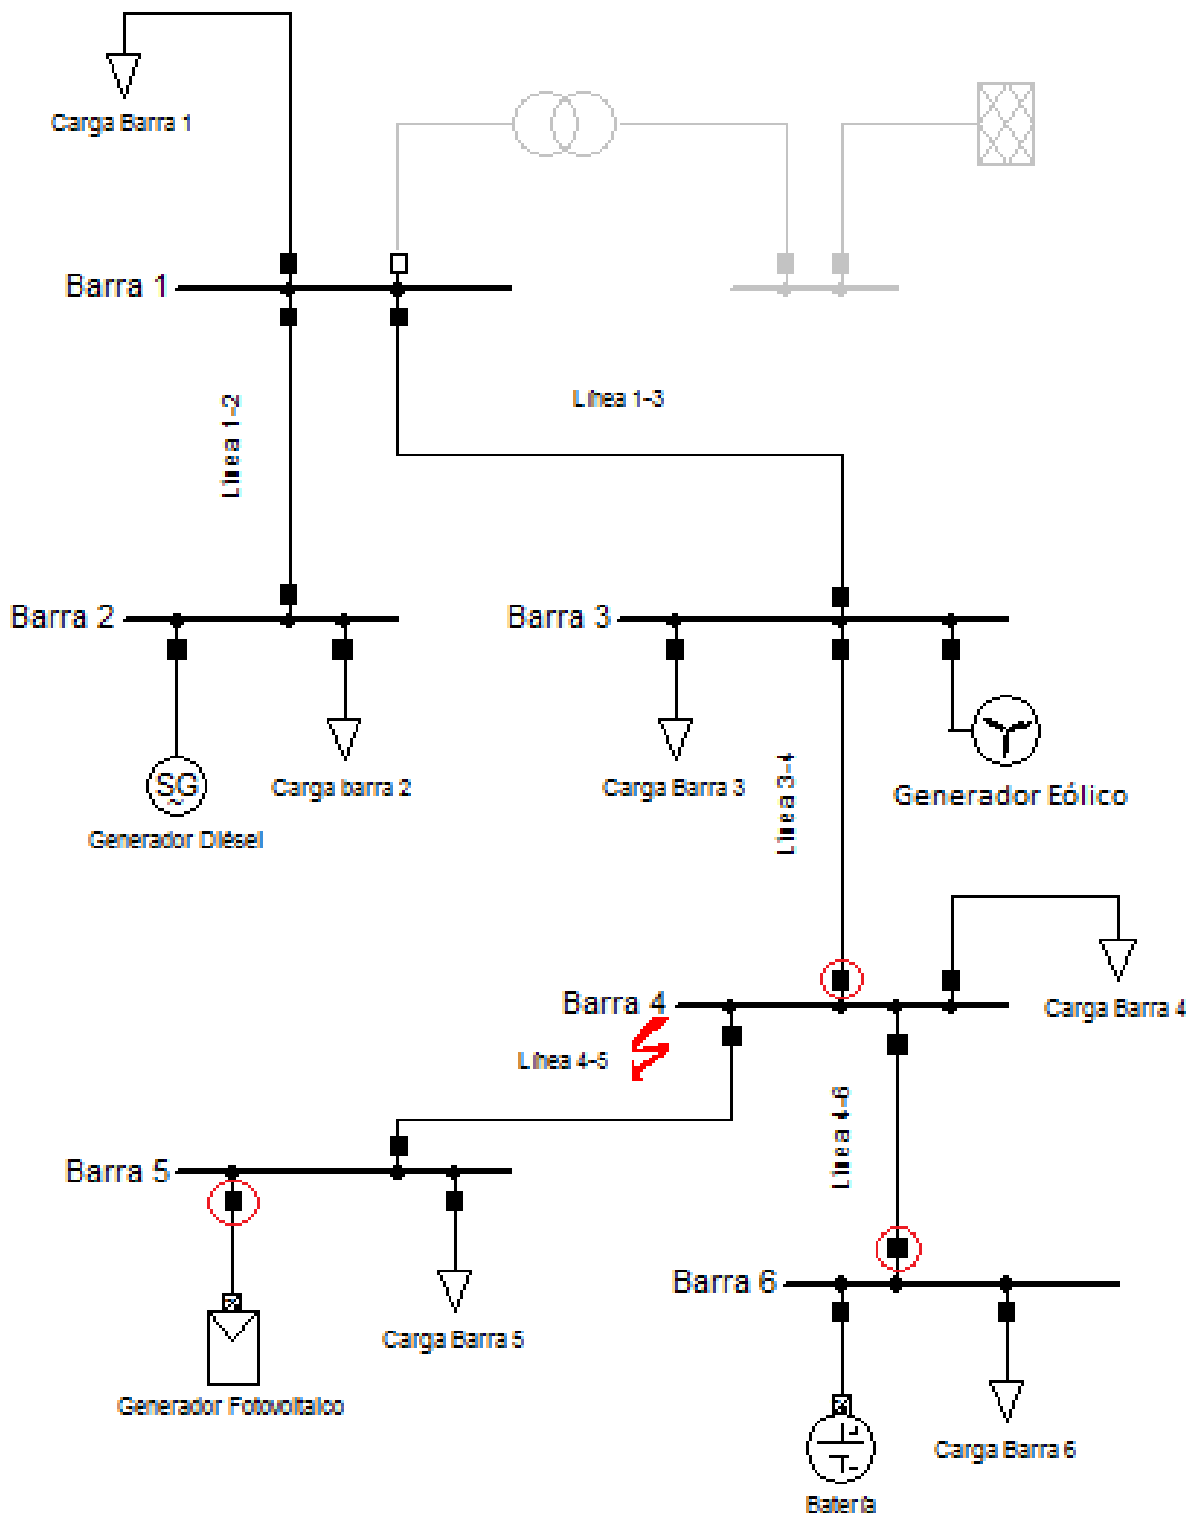 Carga Barra 1
Barra 1
Línea 1-3
Línea 1-2
Barra 2
Barra 3
SG
~
Carga barra 2
Carga Barra 3
Generador Eólico
Generador Diésel
Línea 3-4
Barra 4
Carga Barra 4
Línea 4-5
Línea 4-6
Barra 5
Barra 6
Carga Barra 5
Generador Fotovoltaico
Carga Barra 6
Batería